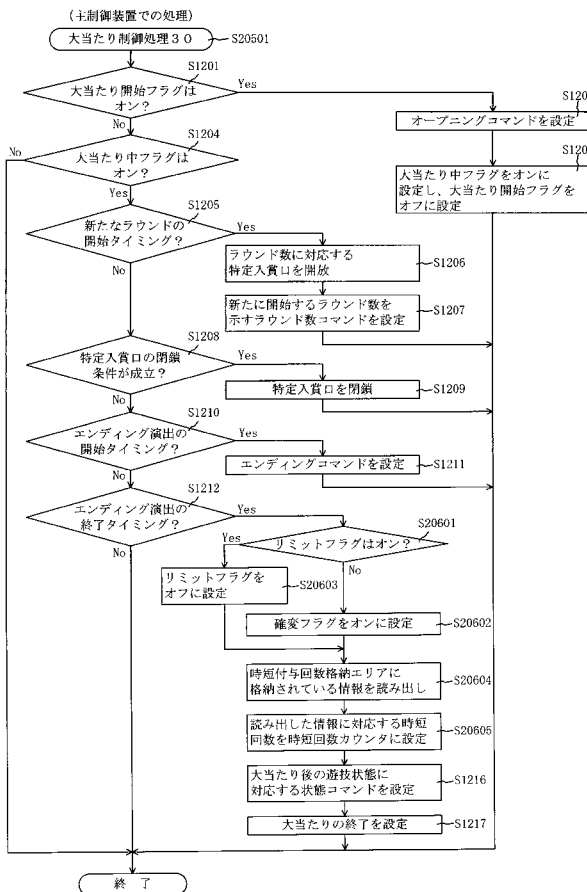 (主制御装置での処理)
大当たり制御処理30
S20501
S1201
大当たり開始フラグは
オン?
Yes
No
オープニングコマンドを設定
大当たり中フラグをオンに
設定し、大当たり開始フラグを
オフに設定
S1204
大当たり中フラグは
オン?
No
Yes
S1205
新たなラウンドの
開始タイミング?
Yes
No
ラウンド数に対応する
特定入賞口を開放
S1206
新たに開始するラウンド数を
示すラウンド数コマンドを設定
S1207
S1208
特定入賞口の閉鎖
条件が成立?
Yes
No
特定入賞口を閉鎖
S1209
S1210
エンディング演出の
開始タイミング?
Yes
No
エンディングコマンドを設定
S1211
S1212
エンディング演出の
終了タイミング?
Yes
No
S20601
リミットフラグはオン?
Yes
No
リミットフラグを
オフに設定
S20603
確変フラグをオンに設定
S20602
時短付与回数格納エリアに
格納されている情報を読み出し
S20604
読み出した情報に対応する時短
回数を時短回数カウンタに設定
S20605
大当たり後の遊技状態に
対応する状態コマンドを設定
S1216
大当たりの終了を設定
S1217
終 了